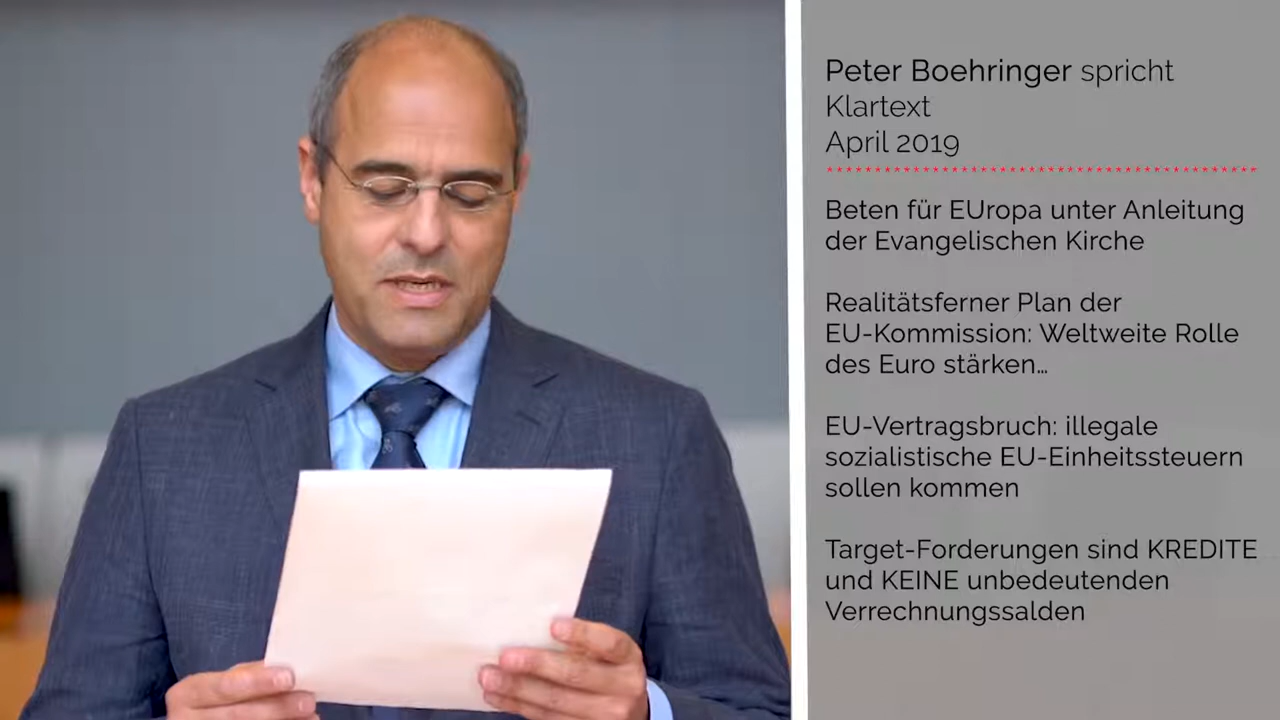 Peter Boehringer spricht
Klartext
April 2019
Beten für EUropa unter Anleitung
der Evangelischen Kirche
Realitätsferner Plan der
EU-Kommission: Weltweite Rolle
des Euro stärken…
EU-Vertragsbruch: illegale
sozialistische EU-Einheitssteuern
sollen kommen
Target-Forderungen sind KREDITE
und KEINE unbedeutenden
Verrechnungssalden